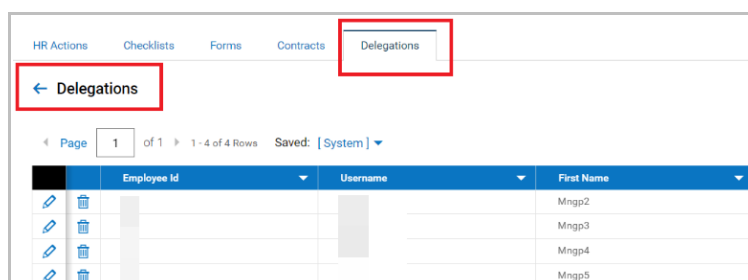 HR Actions Checklists Forms Contracts Delegations
← Delegations
Page 1 of 1 1 - 4 of 4 Rows Saved: [ System ]
Employee Id Username First Name
Mngp2
Mngp3
Mngp4
Mngp5